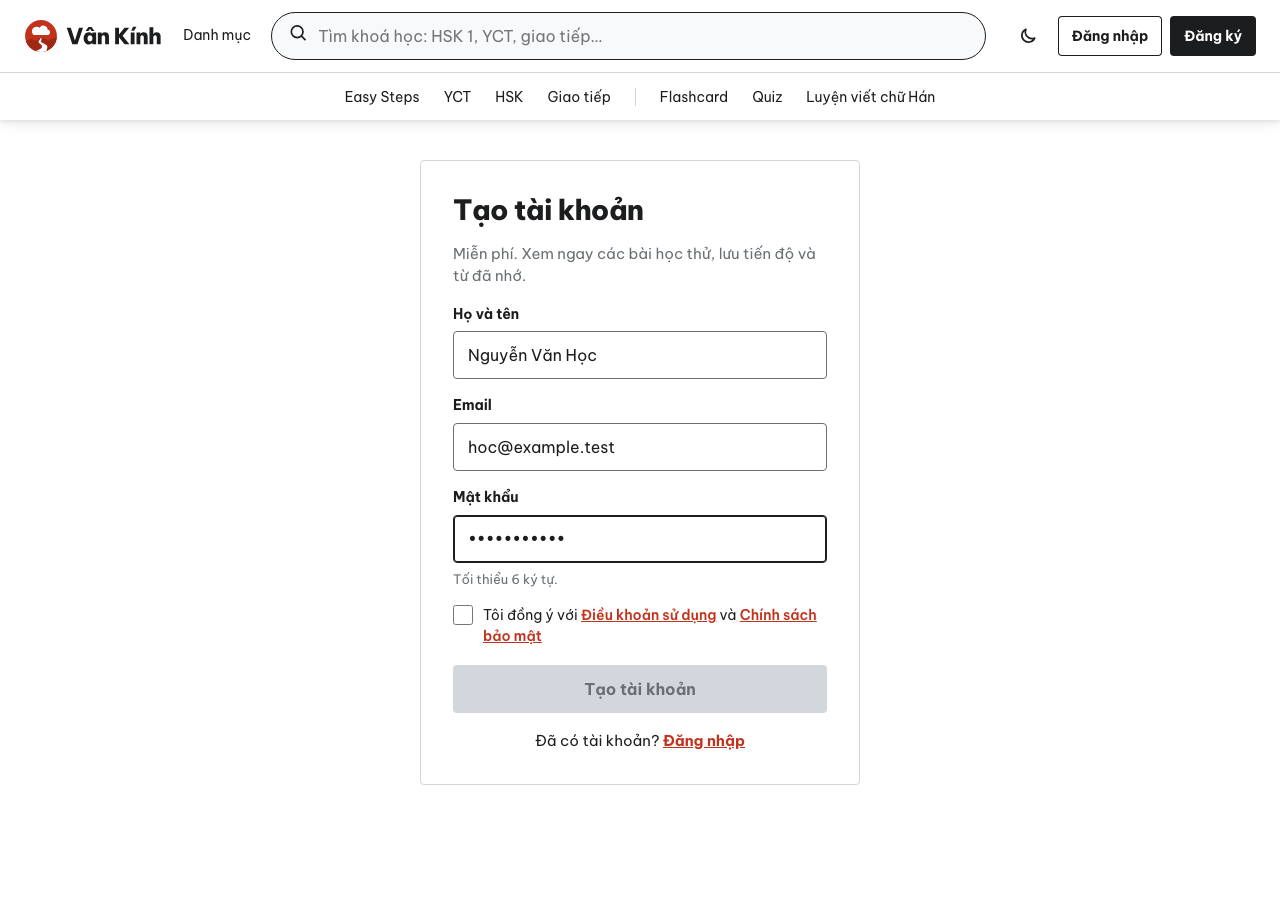 Vân Kính
Danh mục
Tìm khoá học: HSK 1, YCT, giao tiếp...
Đăng nhập
Đăng ký
Easy Steps
YCT
HSK
Giao tiếp
Flashcard
Quiz
Luyện viết chữ Hán
Tạo tài khoản
Miễn phí. Xem ngay các bài học thử, lưu tiến độ và
từ đã nhớ.
Họ và tên
Nguyễn Văn Học
Email
hoc@example.test
Mật khẩu
•••••••••••
Tối thiểu 6 ký tự.
Tôi đồng ý với Điều khoản sử dụng và Chính sách
bảo mật
Tạo tài khoản
Đã có tài khoản? Đăng nhập